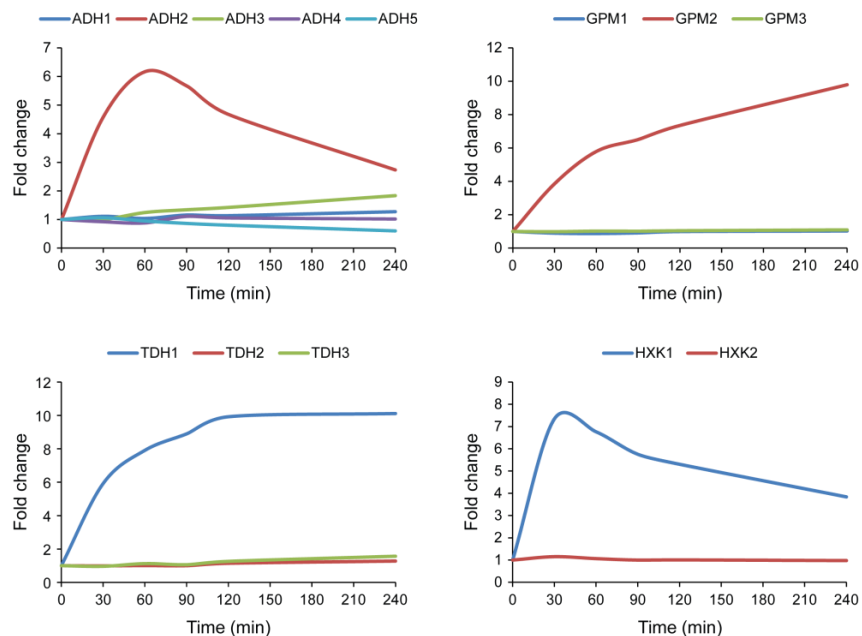 ADH1 ADH2 ADH3 ADH4 ADH5
7
6
5
4
3
2
1
0
Fold change
0 30 60 90 120 150 180 210 240
Time (min)
GPM1 GPM2 GPM3
12
10
8
6
4
2
0
Fold change
0 30 60 90 120 150 180 210 240
Time (min)
TDH1 TDH2 TDH3
12
10
8
6
4
2
0
Fold change
0 30 60 90 120 150 180 210 240
Time (min)
HXK1 HXK2
9
8
7
6
5
4
3
2
1
0
Fold change
0 30 60 90 120 150 180 210 240
Time (min)